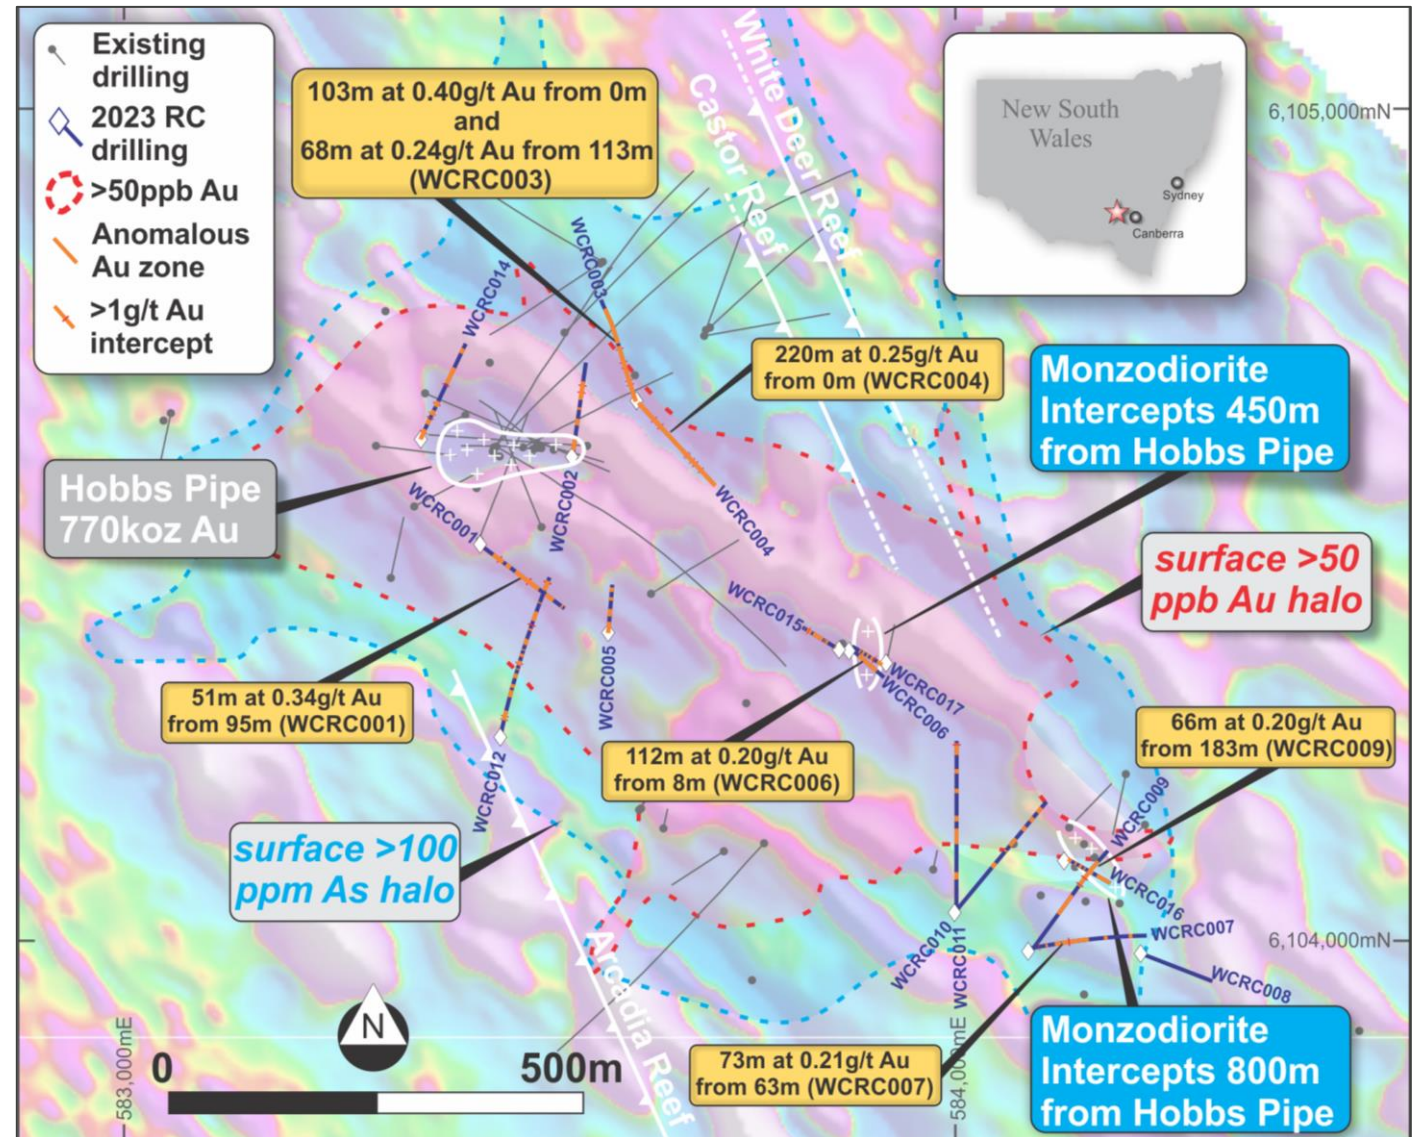 Existing
drilling
2023 RC
drilling
>50ppb Au
Anomalous
Au zone
>1g/t Au
intercept
103m at 0.40g/t Au from 0m
and
68m at 0.24g/t Au from 113m
(WCRC003)
White Deer Reef
Castor Reef
New South
Wales
Sydney
Canberra
6,105,000mN
WCRC014
WCRC003
220m at 0.25g/t Au
from 0m (WCRC004)
Monzodiorite
Intercepts 450m
from Hobbs Pipe
Hobbs Pipe
770koz Au
WCRC001
WCRC002
WCRC004
surface >50
ppb Au halo
WCRC015
WCRC005
WCRC017
WCRC006
51m at 0.34g/t Au
from 95m (WCRC001)
112m at 0.20g/t Au
from 8m (WCRC006)
66m at 0.20g/t Au
from 183m (WCRC009)
WCRC012
WCRC009
surface >100
ppm As halo
WCRC016
WCRC007
WCRC010
WCRC011
WCRC008
6,104,000mN
Arcadia Reef
N
0
500m
583,000mE
584,000mE
73m at 0.21g/t Au
from 63m (WCRC007)
Monzodiorite
Intercepts 800m
from Hobbs Pipe